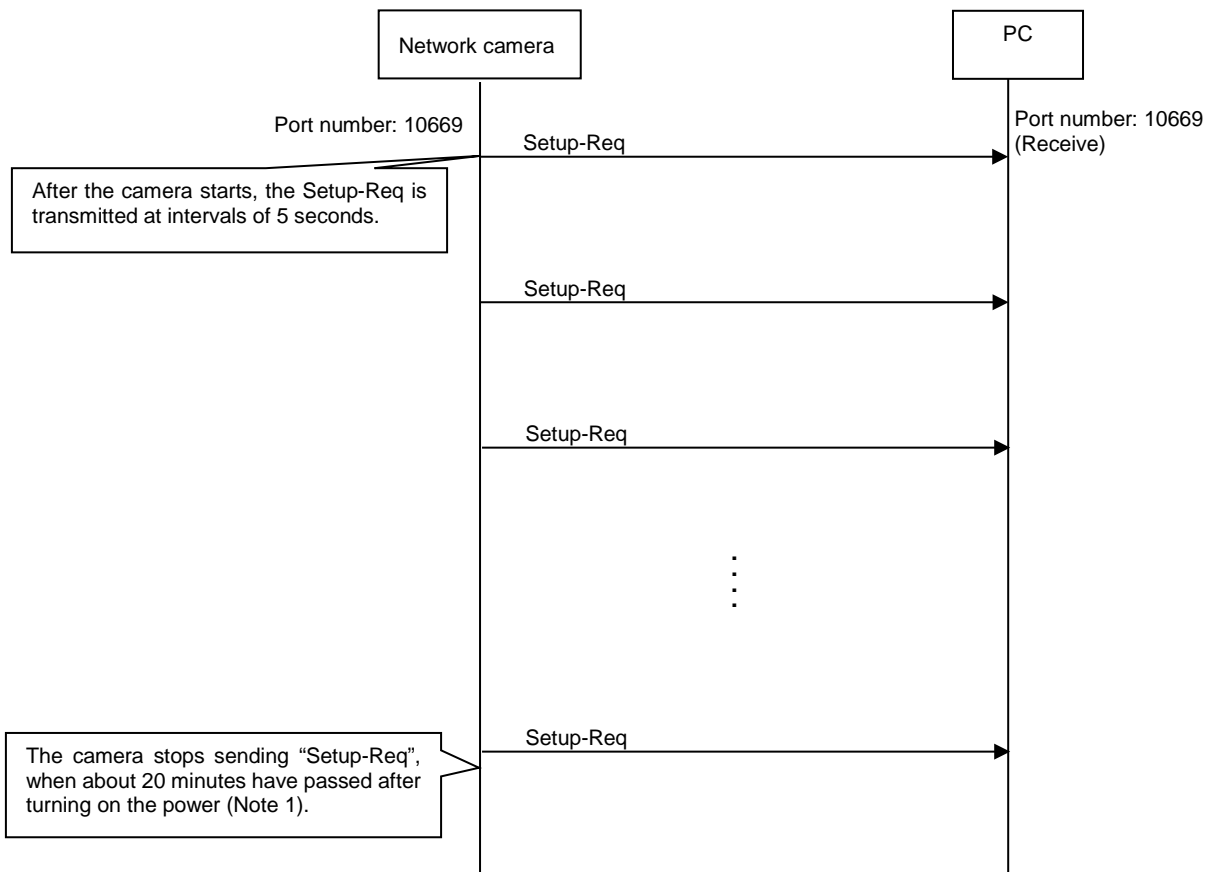 Network camera
PC
Port number: 10669
Port number: 10669
(Receive)
Setup-Req
After the camera starts, the Setup-Req is
transmitted at intervals of 5 seconds.
Setup-Req
Setup-Req
Setup-Req
The camera stops sending “Setup-Req”,
when about 20 minutes have passed after
turning on the power (Note 1).